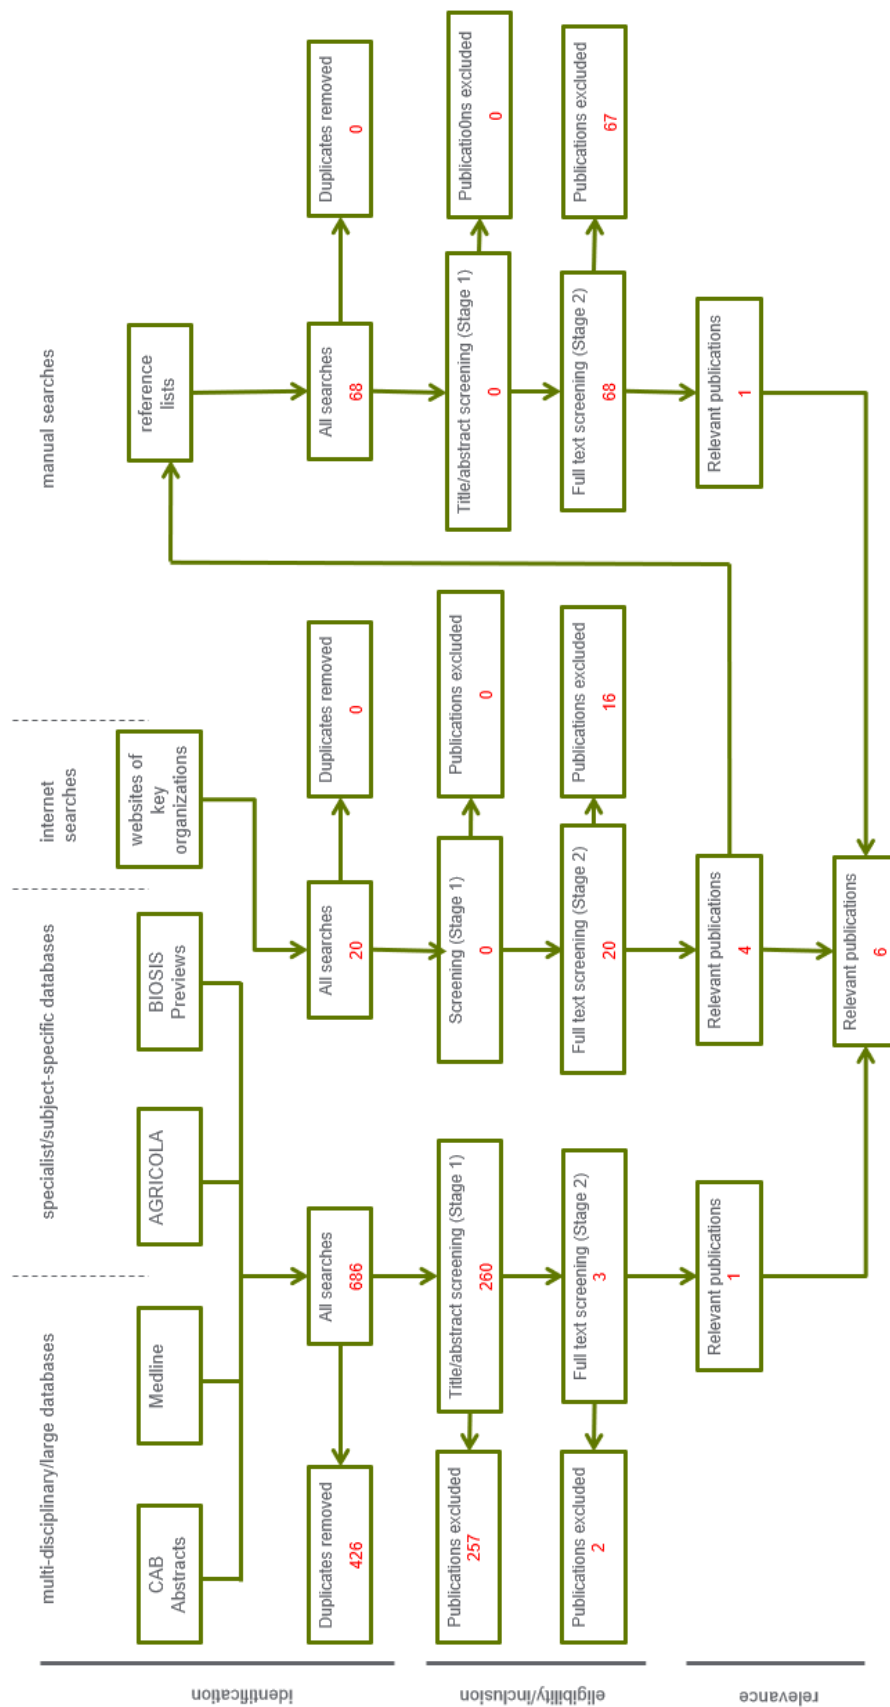 multi-disciplinary/large databases
specialist/subject-specific databases
internet
searches
manual searches
CAB
Abstracts
Medline
AGRICOLA
BIOSIS
Previews
websites of
key
organizations
reference
lists
identification
Duplicates removed
426
All searches
686
All searches
20
Duplicates removed
0
All searches
68
Duplicates removed
0
eligibility/inclusion
Publications excluded
257
Title/abstract screening (Stage 1)
260
Screening (Stage 1)
0
Publications excluded
0
Title/abstract screening (Stage 1)
0
Publicatio0ns excluded
0
Publications excluded
2
Full text screening (Stage 2)
3
Full text screening (Stage 2)
20
Publications excluded
16
Full text screening (Stage 2)
68
Publications excluded
67
relevance
Relevant publications
1
Relevant publications
4
Relevant publications
1
Relevant publications
6